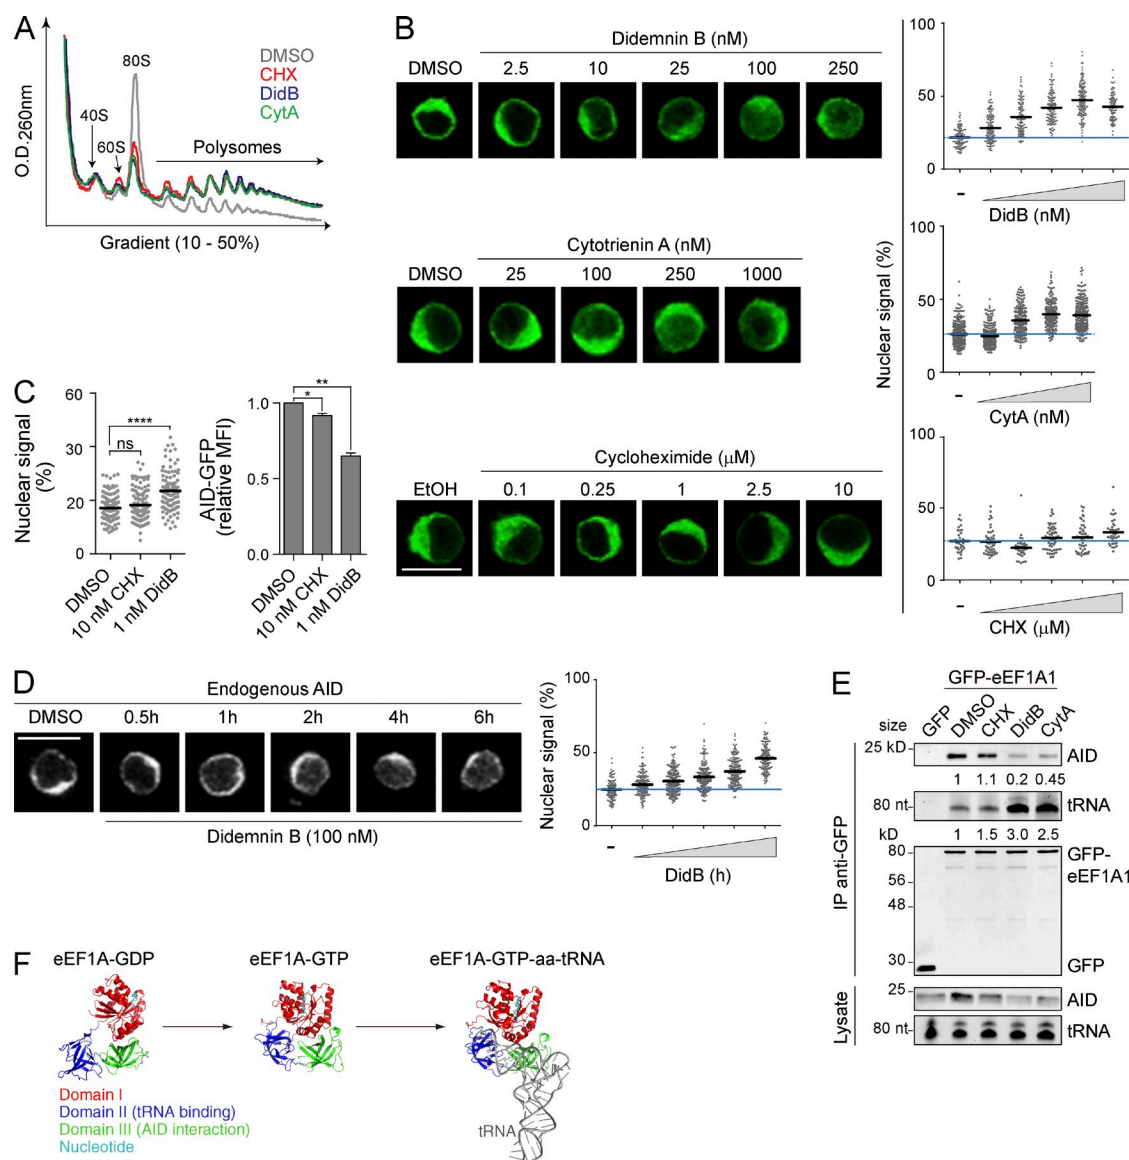 A
DMSO
CHX
DidB
CytA
80S
40S
60S
Polysomes
O.D.260nm
Gradient (10 - 50%)
B
Didemnin B (nM)
DMSO 2.5 10 25 100 250
100
50
0
-
DidB (nM)
Cytotrienin A (nM)
DMSO 25 100 250 1000
Nuclear signal (%)
100
50
0
-
CytA (nM)
Cycloheximide (μM)
EtOH 0.1 0.25 1 2.5 10
100
50
0
-
CHX (μM)
C
Nuclear signal
(%)
60
30
20
0
****
ns
DMSO
10 nM CHX
1 nM DidB
AID-GFP
(relative MFI)
1.0
0.5
0.0
**
*
DMSO
10 nM CHX
1 nM DidB
D
Endogenous AID
DMSO 0.5h 1h 2h 4h 6h
Didemnin B (100 nM)
Nuclear signal (%)
100
50
0
-
DidB (h)
E
GFP-eEF1A1
size GFP DMSO CHX DidB CytA
IP anti-GFP
25 kD AID
1 1.1 0.2 0.45
80 nt tRNA
kD 1 1.5 3.0 2.5
80 GFP-
eEF1A1
56
48
30 GFP
Lysate
25 AID
80 nt tRNA
F
eEF1A-GDP eEF1A-GTP eEF1A-GTP-aa-tRNA
Domain I
Domain II (tRNA binding)
Domain III (AID interaction)
Nucleotide
tRNA